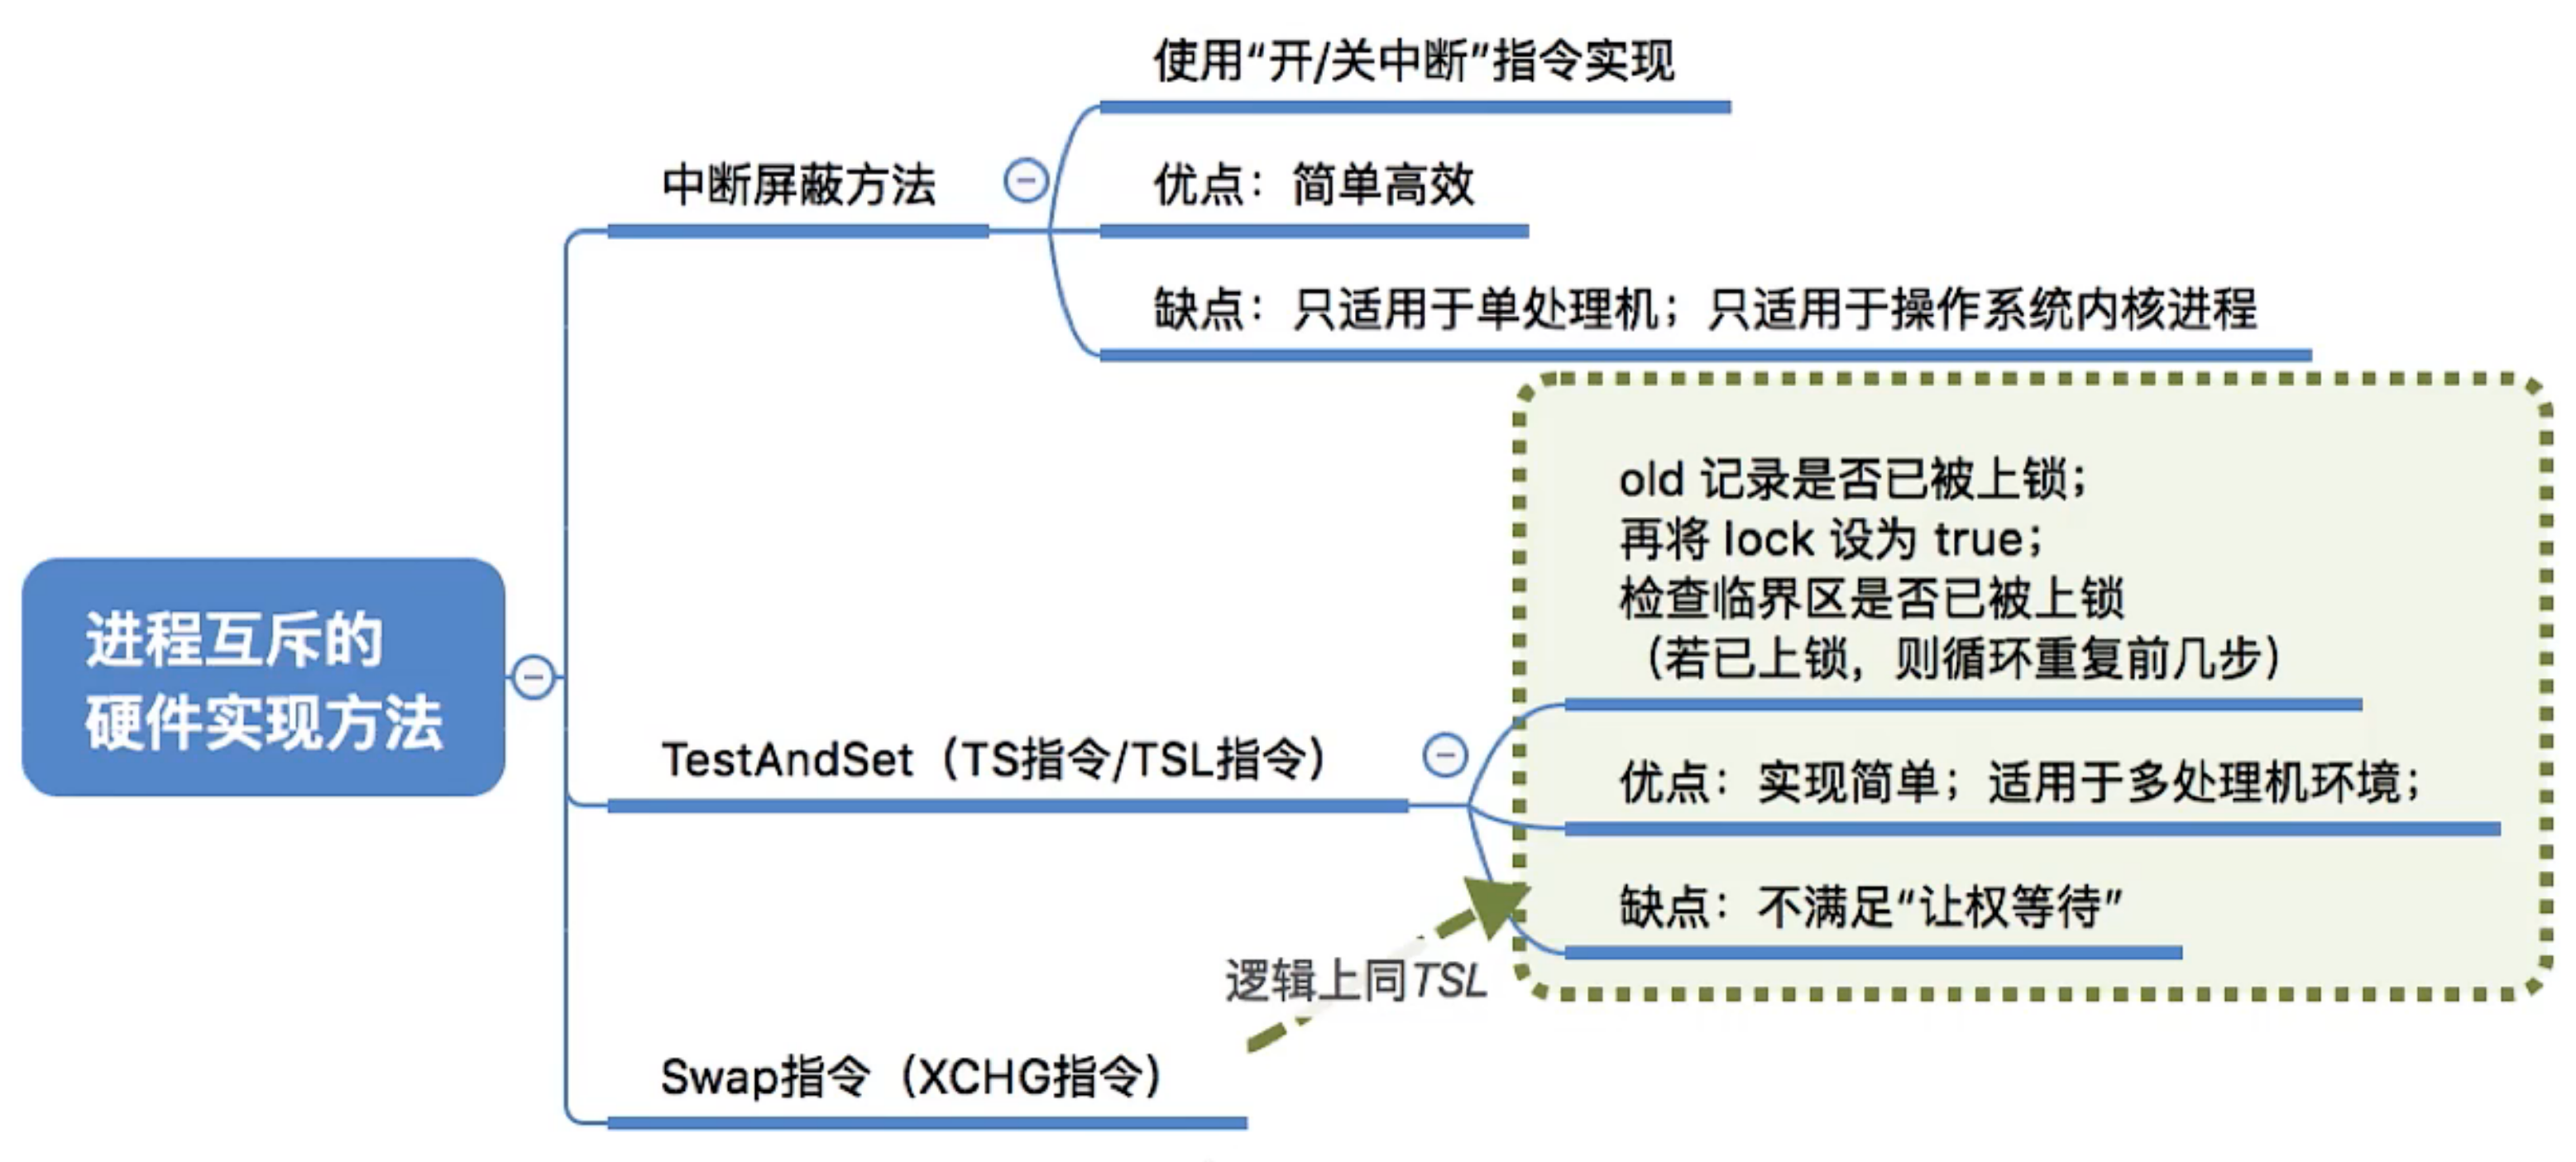 进程互斥的
硬件实现方法
中断屏蔽方法
使用“开/关中断”指令实现
优点：简单高效
缺点：只适用于单处理机；只适用于操作系统内核进程
TestAndSet（TS指令/TSL指令）
old 记录是否已被上锁；
再将 lock 设为 true；
检查临界区是否已被上锁
（若已上锁，则循环重复前几步）
优点：实现简单；适用于多处理机环境；
缺点：不满足“让权等待”
逻辑上同TSL
Swap指令（XCHG指令）